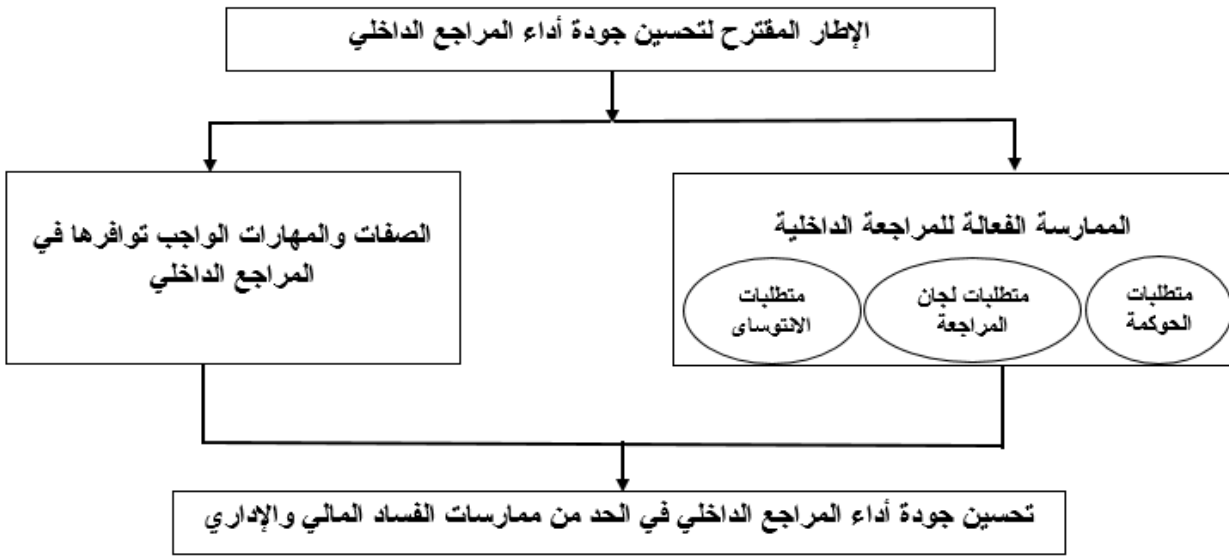 الإطار المقترح لتحسين جودة أداء المراجع الداخلي
الممارسة الفعالة للمراجعة الداخلية
متطلبات
الحوكمة
متطلبات لجان
المراجعة
متطلبات
الانتوساى
الصفات والمهارات الواجب توافرها في
المراجع الداخلي
تحسين جودة أداء المراجع الداخلي في الحد من ممارسات الفساد المالي والإداري